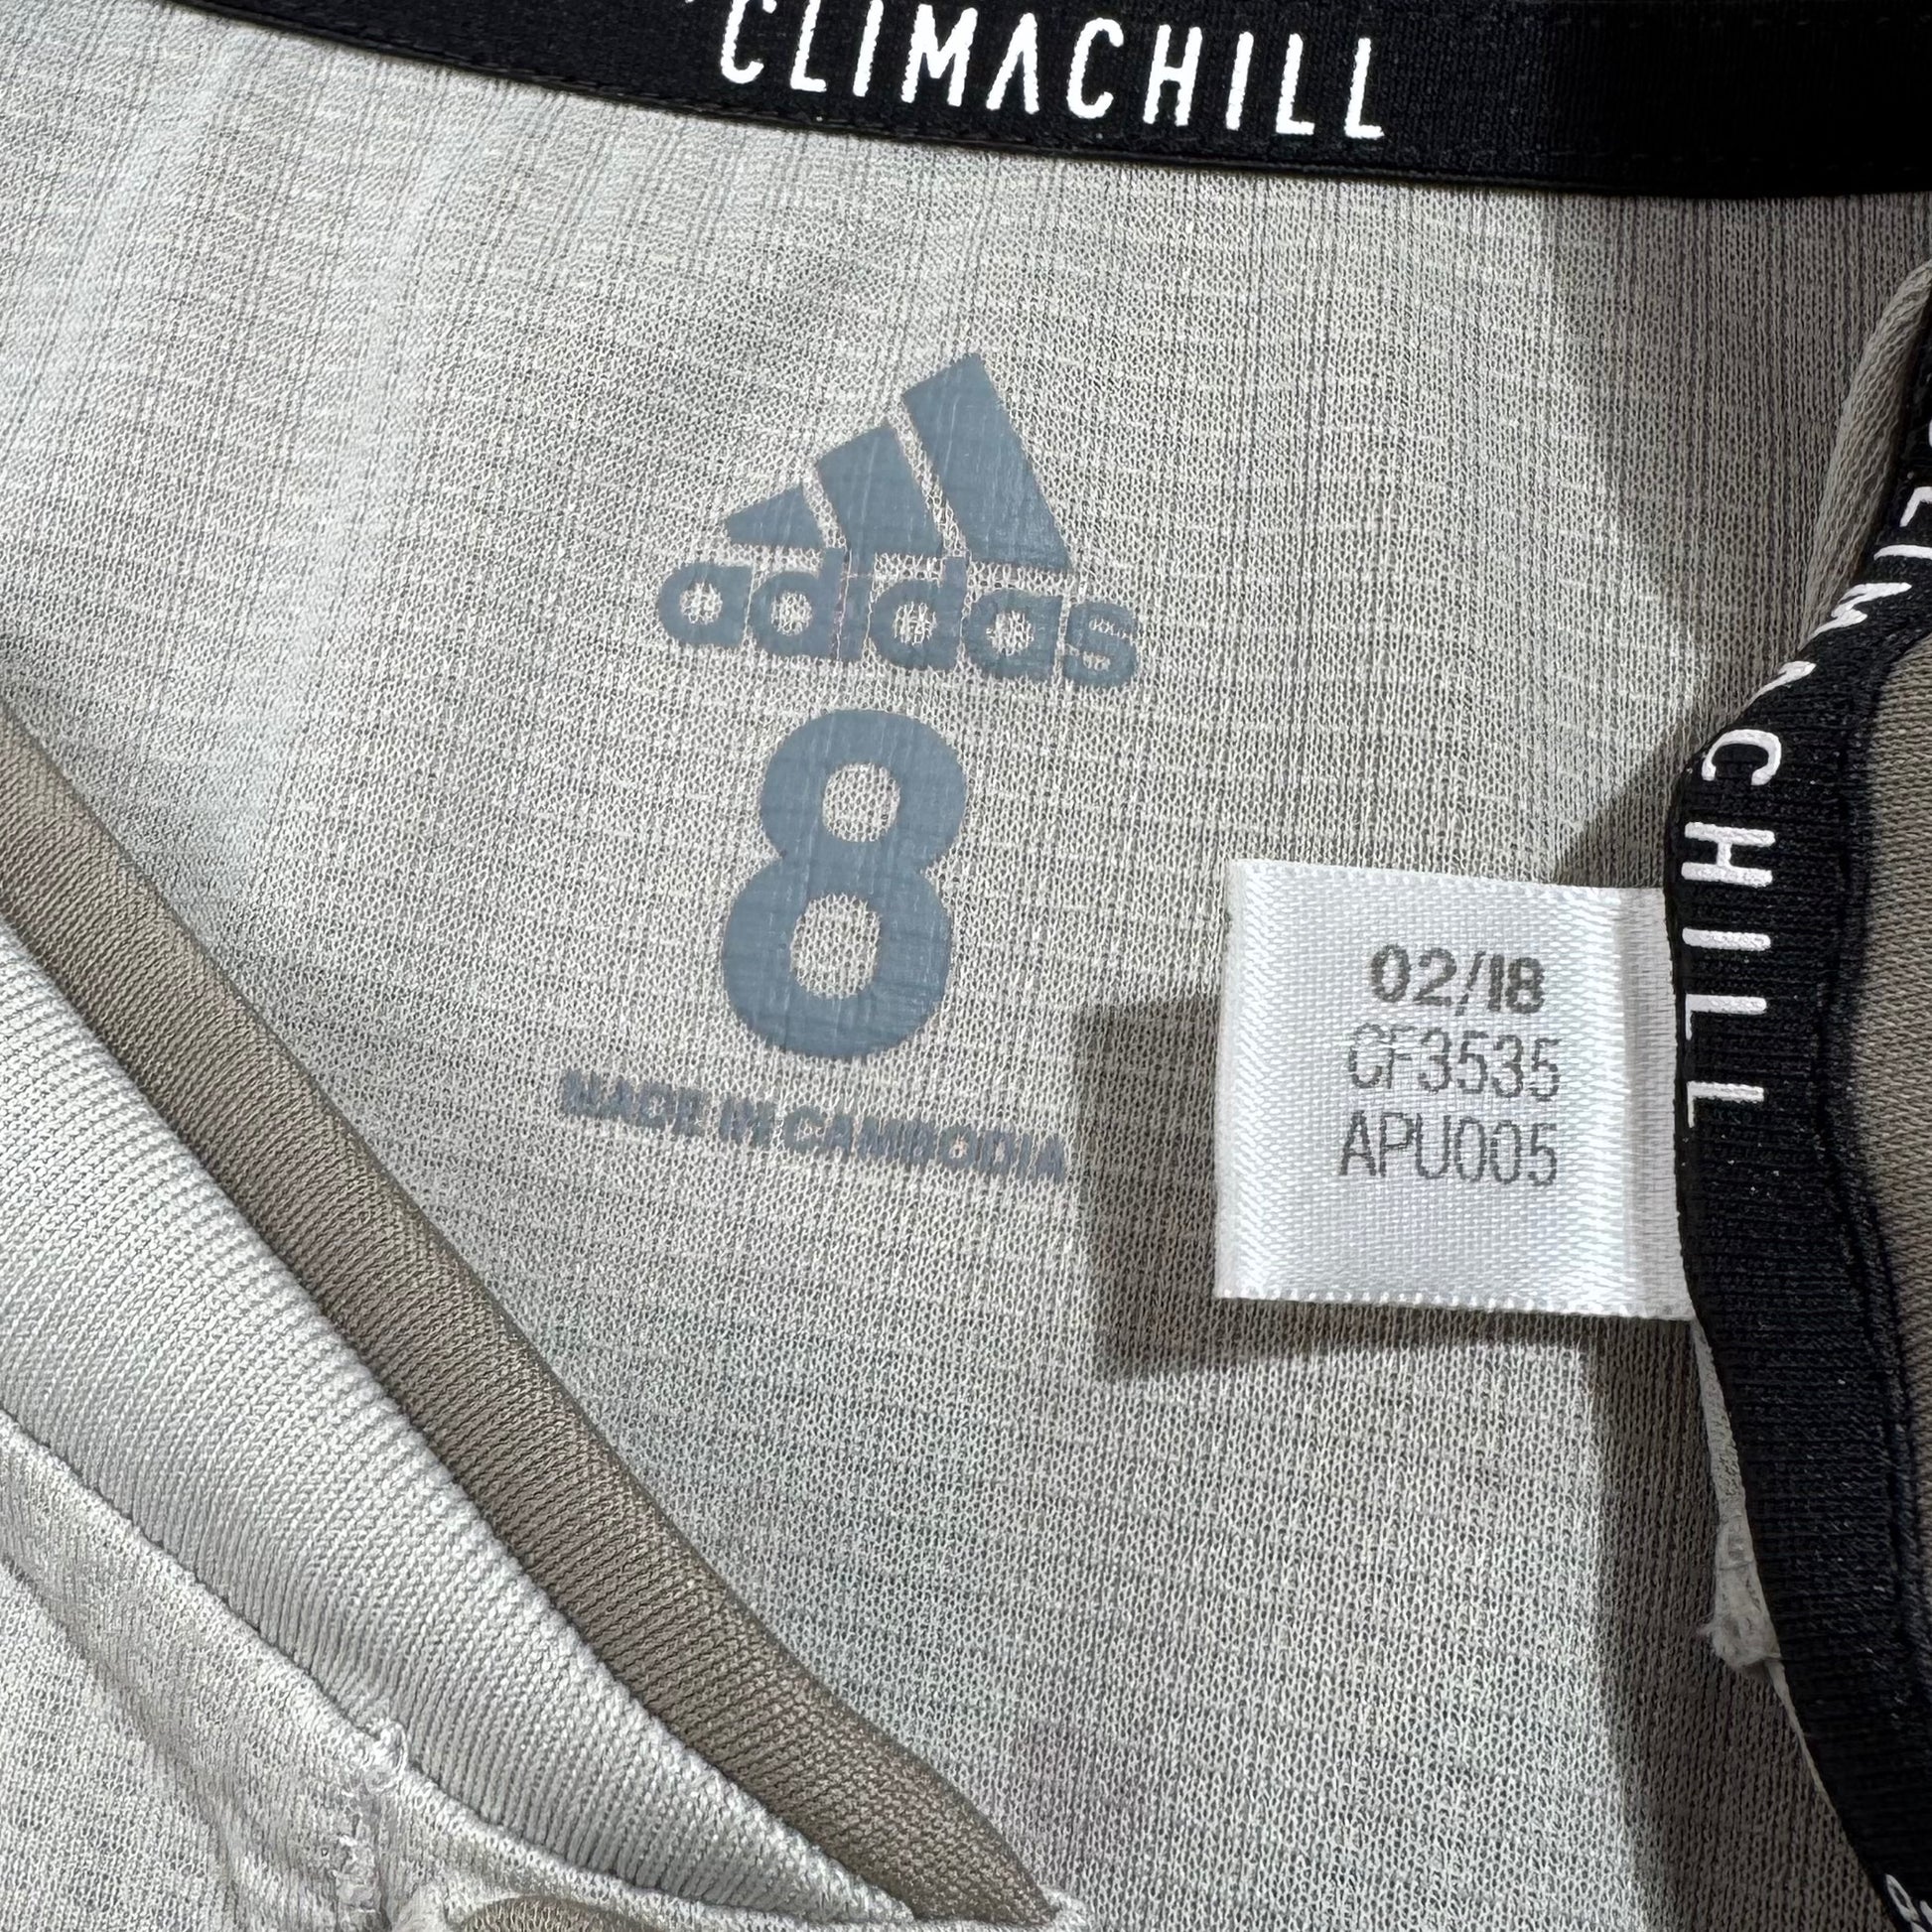 CLIMACHILL
adidas
8
MADE IN CAMBODIA
02/18
CF3535
APU005
CLIMACHILL